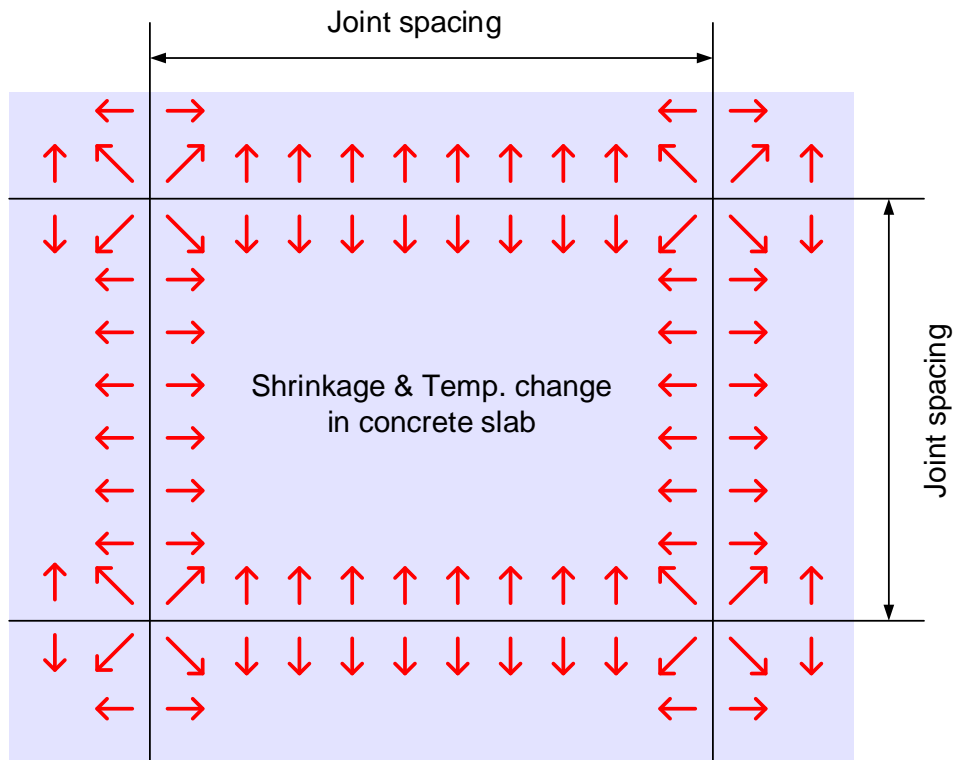 Joint spacing
Shrinkage & Temp. change
in concrete slab
Joint spacing